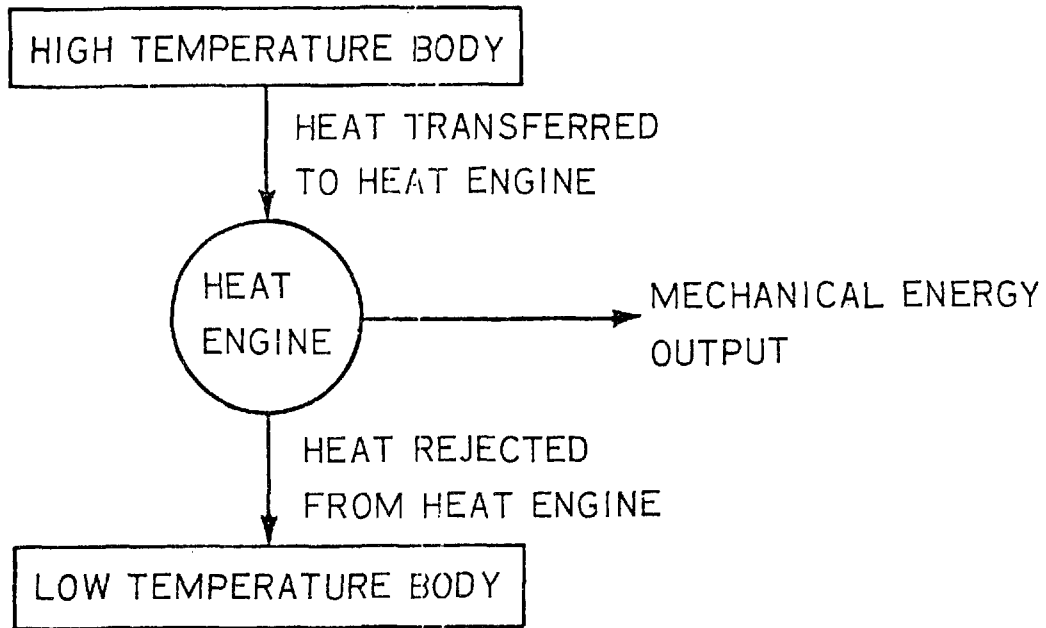 HIGH TEMPERATURE BODY
HEAT TRANSFERRED
TO HEAT ENGINE
HEAT
ENGINE
MECHANICAL ENERGY
OUTPUT
HEAT REJECTED
FROM HEAT ENGINE
LOW TEMPERATURE BODY